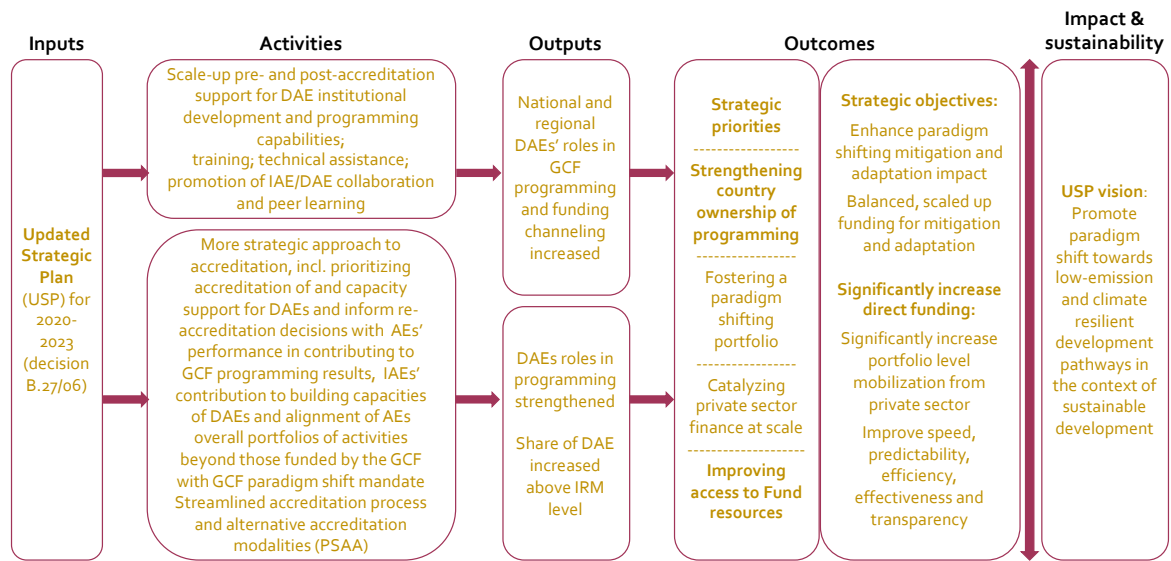 Inputs
Activities
Outputs
Outcomes
Impact &
sustainability
Updated
Strategic
Plan
(USP) for
2020-
2023
(decision
B.27/06)
Scale-up pre- and post-accreditation
support for DAE institutional
development and programming
capabilities;
training; technical assistance;
promotion of IAE/DAE collaboration
and peer learning
More strategic approach to
accreditation, incl. prioritizing
accreditation of and capacity
support for DAEs and inform re-
accreditation decisions with AEs'
performance in contributing to
GCF programming results, IAEs'
contribution to building capacities
of DAEs and alignment of AEs
overall portfolios of activities
beyond those funded by the GCF
with GCF paradigm shift mandate
Streamlined accreditation process
and alternative accreditation
modalities (PSAA)
National and
regional
DAEs' roles in
GCF
programming
and funding
channeling
increased
DAEs roles in
programming
strengthened
Share of DAE
increased
above IRM
level
Strategic
priorities
Strengthening
country
ownership of
programming
Fostering a
paradigm
shifting
portfolio
Catalyzing
private sector
finance at scale
Improving
access to Fund
resources
Strategic objectives:
Enhance paradigm
shifting mitigation and
adaptation impact
Balanced, scaled up
funding for mitigation
and adaptation
Significantly increase
direct funding:
Significantly increase
portfolio level
mobilization from
private sector
Improve speed,
predictability,
efficiency,
effectiveness and
transparency
USP vision:
Promote
paradigm
shift towards
low-emission
and climate
resilient
development
pathways in
the context of
sustainable
development